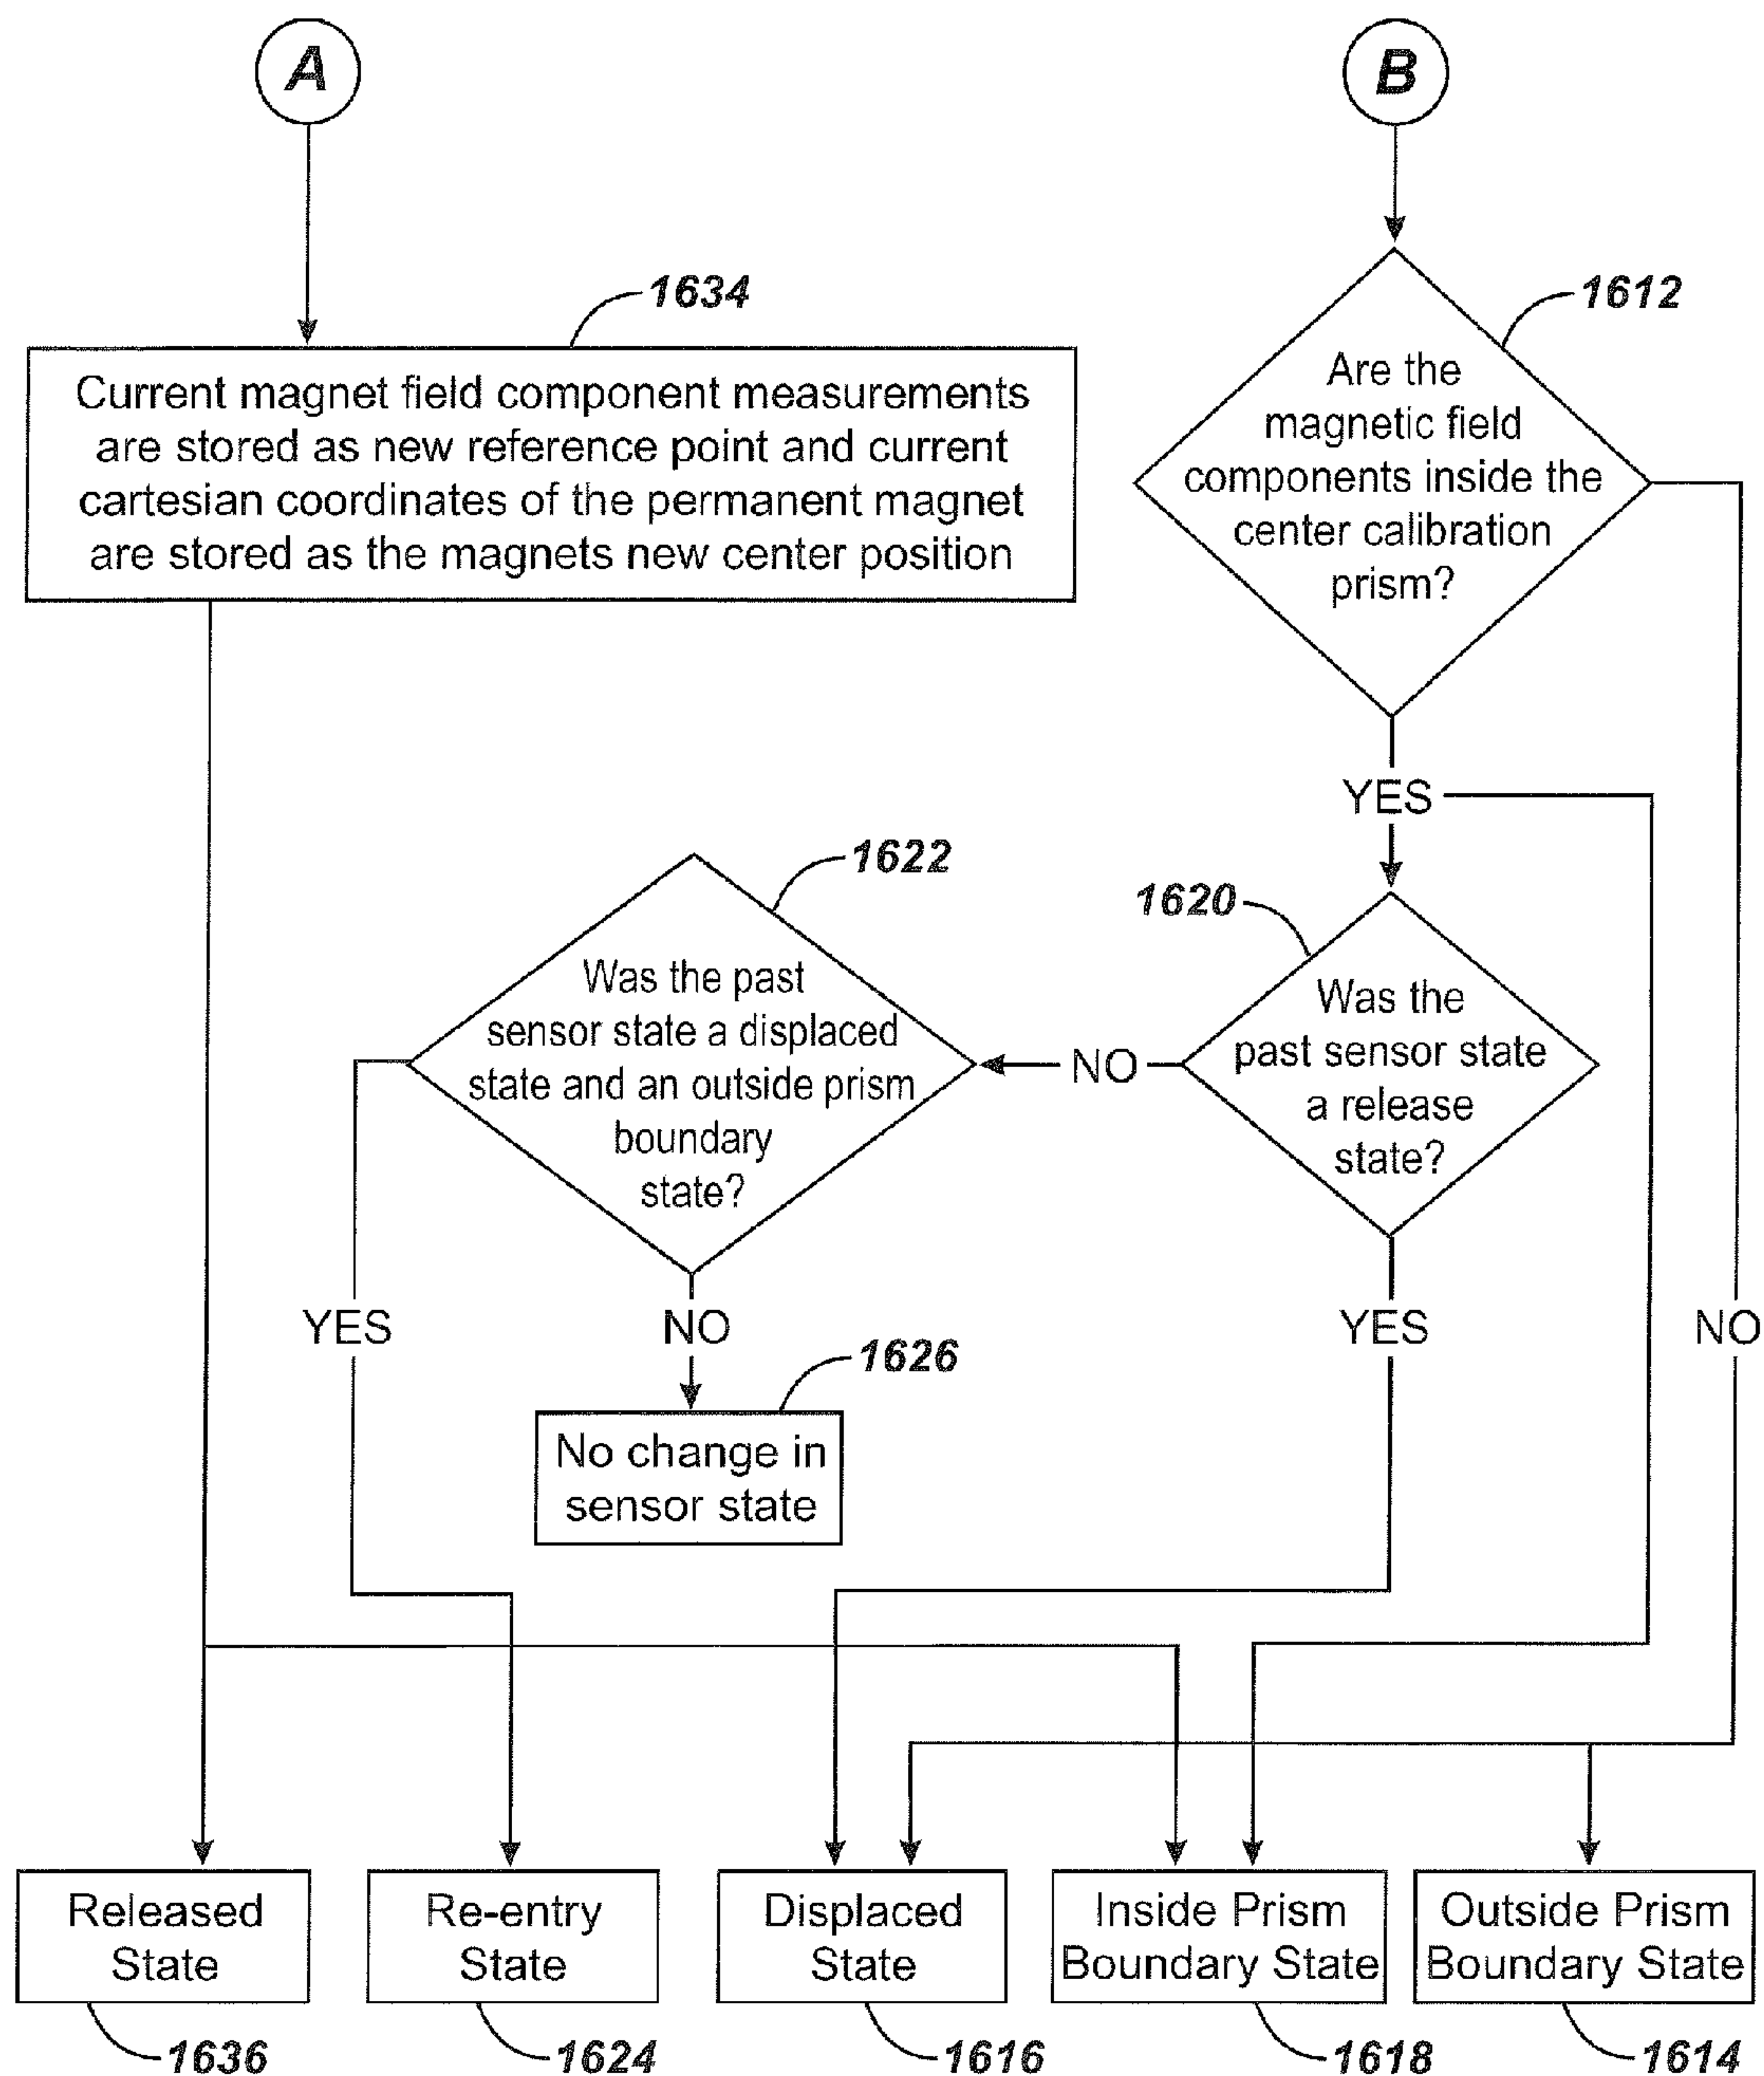 A
B
1634
Current magnet field component measurements
are stored as new reference point and current
cartesian coordinates of the permanent magnet
are stored as the magnets new center position
1612
Are the
magnetic field
components inside the
center calibration
prism?
YES
1622
Was the past
sensor state a displaced
state and an outside prism
boundary
state?
1620
Was the
past sensor state
a release
state?
NO
YES
NO
YES
NO
1626
No change in
sensor state
Released
State
Re-entry
State
Displaced
State
Inside Prism
Boundary State
Outside Prism
Boundary State
1636
1624
1616
1618
1614